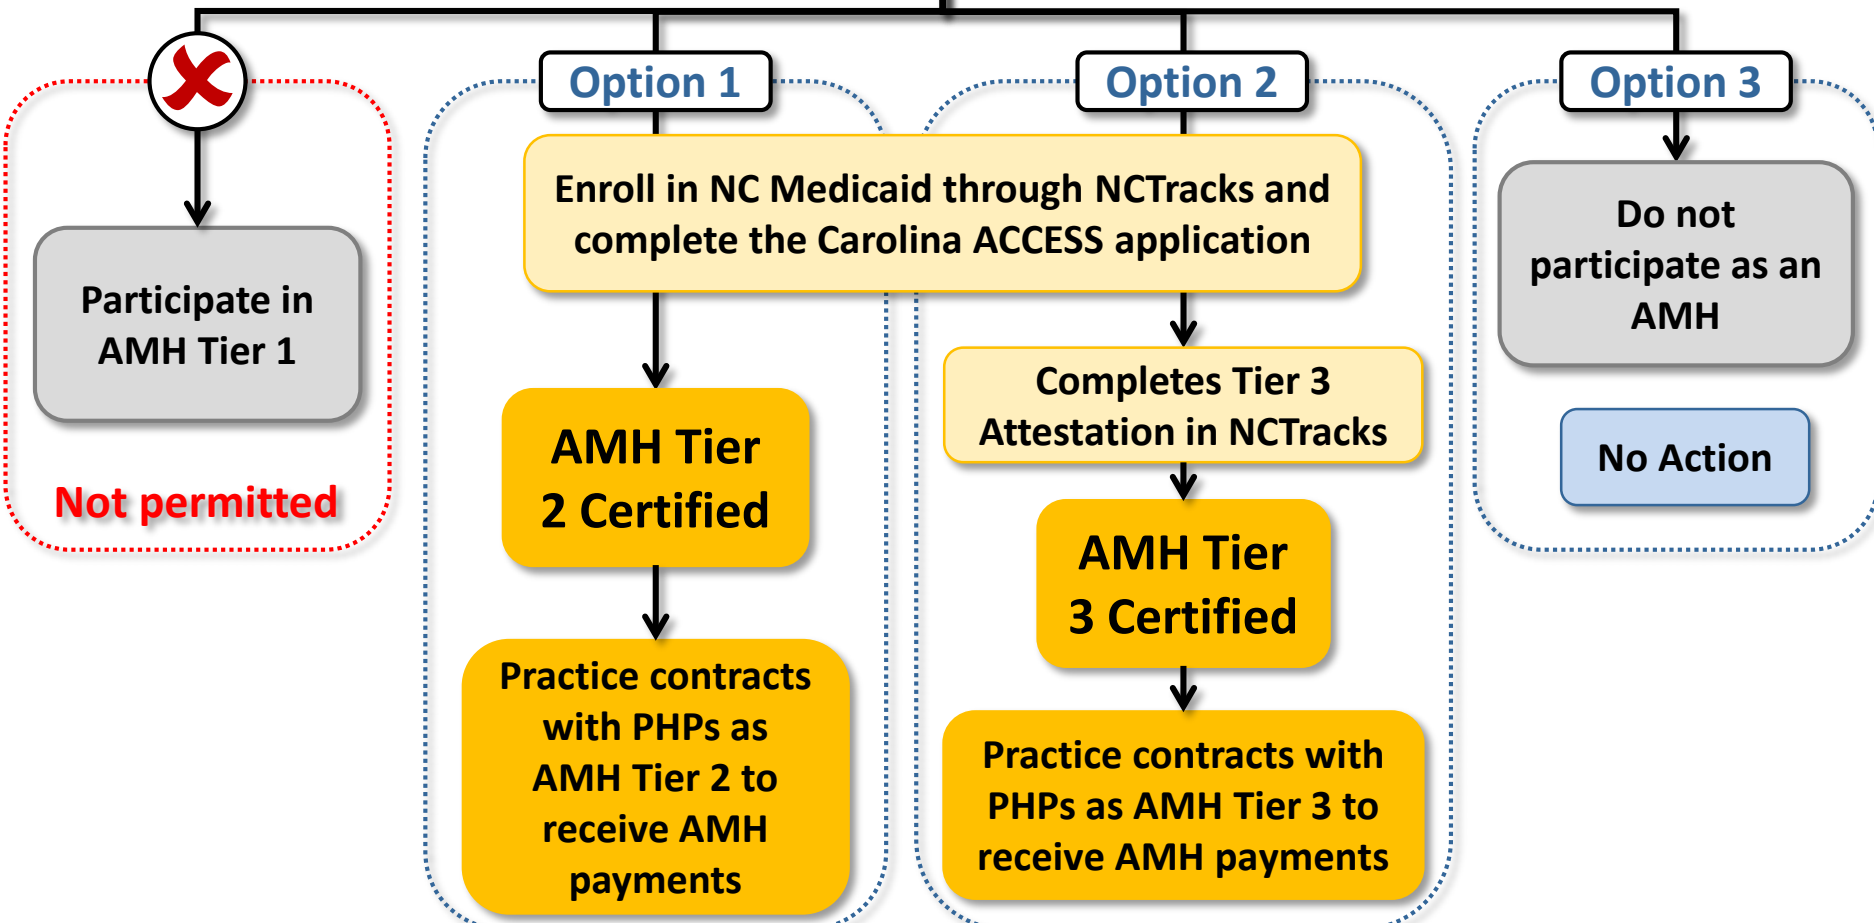 Participate in
AMH Tier 1
Not permitted
Option 1
Option 2
Enroll in NC Medicaid through NCTracks and
complete the Carolina ACCESS application
AMH Tier
2 Certified
Practice contracts
with PHPs as
AMH Tier 2 to
receive AMH
payments
Completes Tier 3
Attestation in NCTracks
AMH Tier
3 Certified
Practice contracts with
PHPs as AMH Tier 3 to
receive AMH payments
Option 3
Do not
participate as an
AMH
No Action